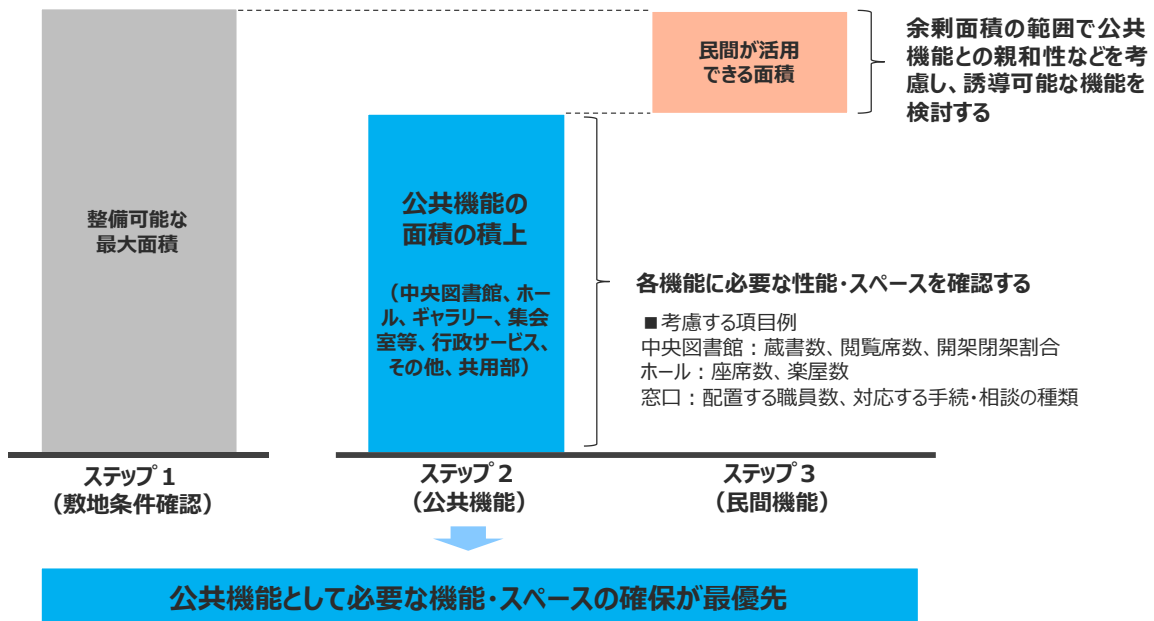 整備可能な
最大面積
ステップ１
（敷地条件確認）
公共機能の
面積の積上
（中央図書館、ホー
ル、ギャラリー、集会
室等、行政サービス、
その他、共用部）
ステップ２
（公共機能）
民間が活用
できる面積
ステップ３
（民間機能）
余剰面積の範囲で公共
機能との親和性などを考
慮し、誘導可能な機能を
検討する
各機能に必要な性能・スペースを確認する
■考慮する項目例
中央図書館：蔵書数、閲覧席数、開架閉架割合
ホール：座席数、楽屋数
窓口：配置する職員数、対応する手続・相談の種類
公共機能として必要な機能・スペースの確保が最優先